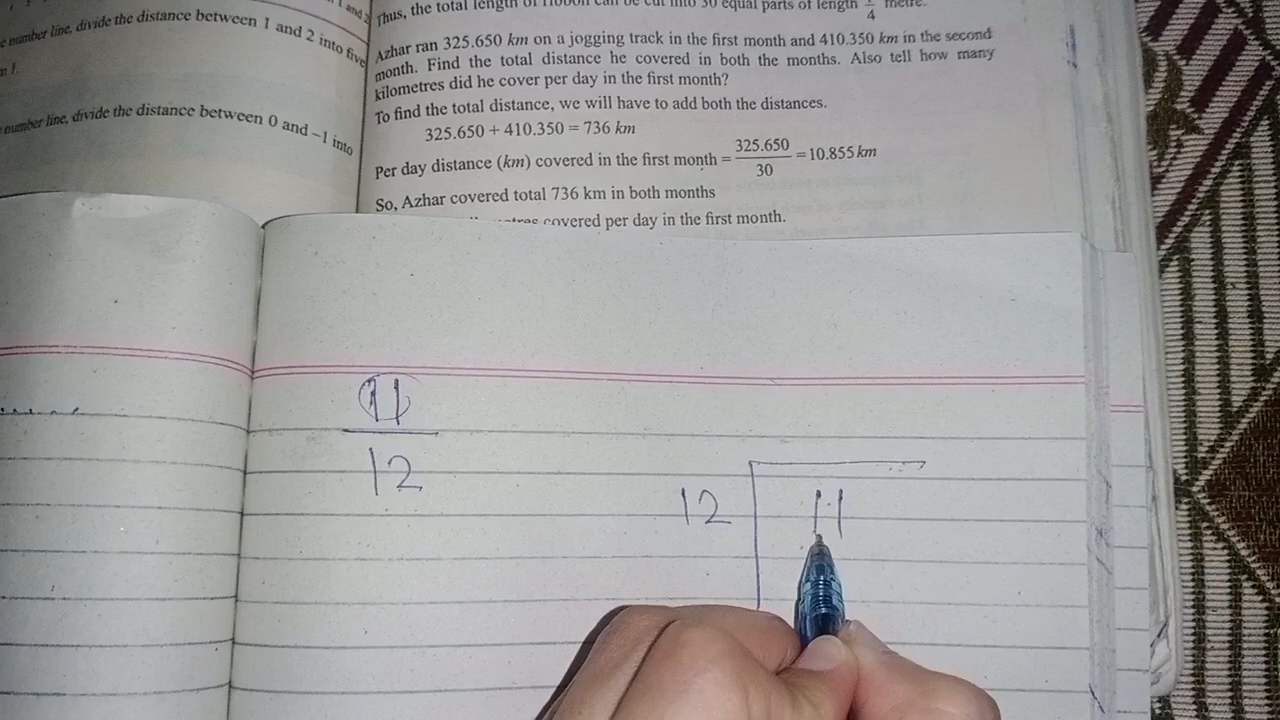 1 and 2
number line, divide the distance between 1 and 2 into five
number line, divide the distance between 0 and –1 into
Thus, the total length of ribbon can be cut into 30 equal parts of length 1/4 metre.
Azhar ran 325.650 km on a jogging track in the first month and 410.350 km in the second
month. Find the total distance he covered in both the months. Also tell how many
kilometres did he cover per day in the first month?
To find the total distance, we will have to add both the distances.
325.650 + 410.350 = 736 km
Per day distance (km) covered in the first month = 325.650/30 = 10.855 km
So, Azhar covered total 736 km in both months
covered per day in the first month.
11
12
12 11